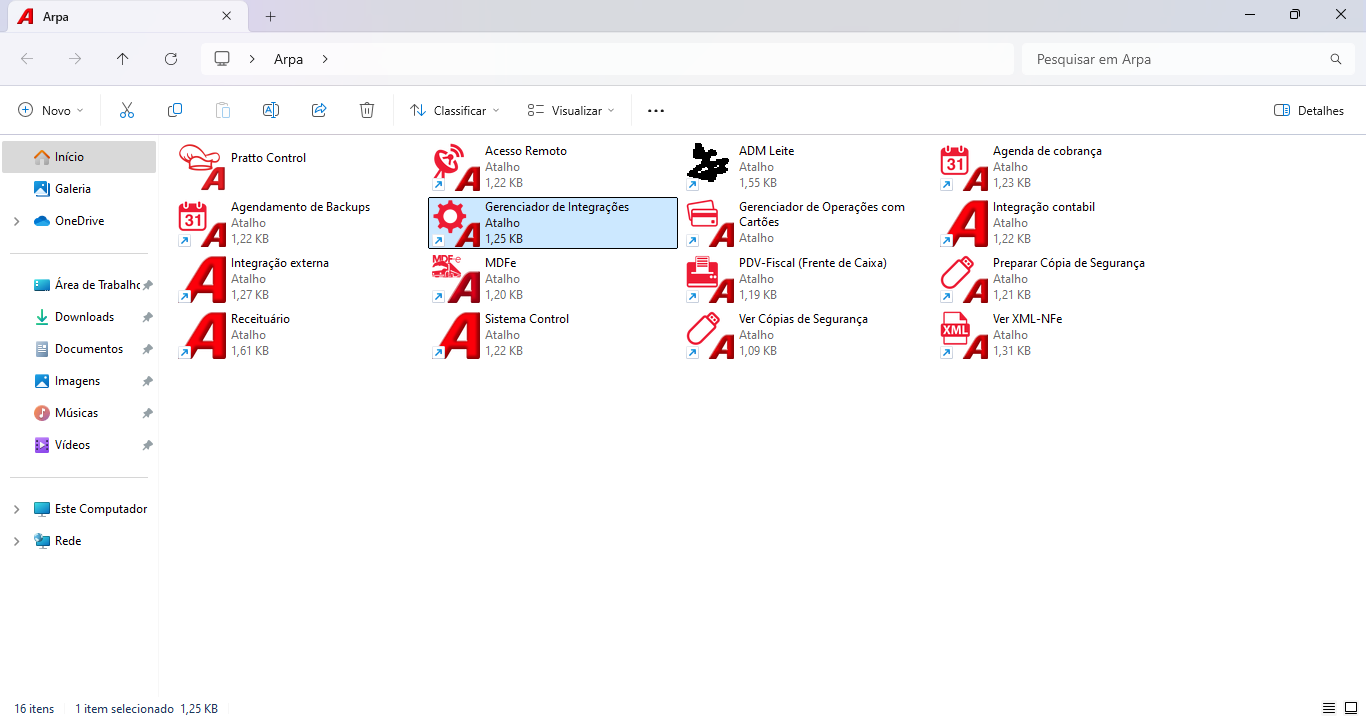 Arpa
Arpa
Pesquisar em Arpa
Novo
Classificar
Visualizar
Detalhes
Início
Galeria
OneDrive
Área de Trabalho
Downloads
Documentos
Imagens
Músicas
Vídeos
Este Computador
Rede
Pratto Control
Acesso Remoto
Atalho
1,22 KB
ADM Leite
Atalho
1,55 KB
31
Agenda de cobrança
Atalho
1,23 KB
31
Agendamento de Backups
Atalho
1,22 KB
Gerenciador de Integrações
Atalho
1,25 KB
Gerenciador de Operações com
Cartões
Atalho
Integração contabil
Atalho
1,22 KB
Integração externa
Atalho
1,27 KB
MDF-e
MDFe
Atalho
1,20 KB
PDV-Fiscal (Frente de Caixa)
Atalho
1,19 KB
Preparar Cópia de Segurança
Atalho
1,21 KB
Receituário
Atalho
1,61 KB
Sistema Control
Atalho
1,22 KB
Ver Cópias de Segurança
Atalho
1,09 KB
XML
Ver XML-NFe
Atalho
1,31 KB
16 itens
1 item selecionado 1,25 KB